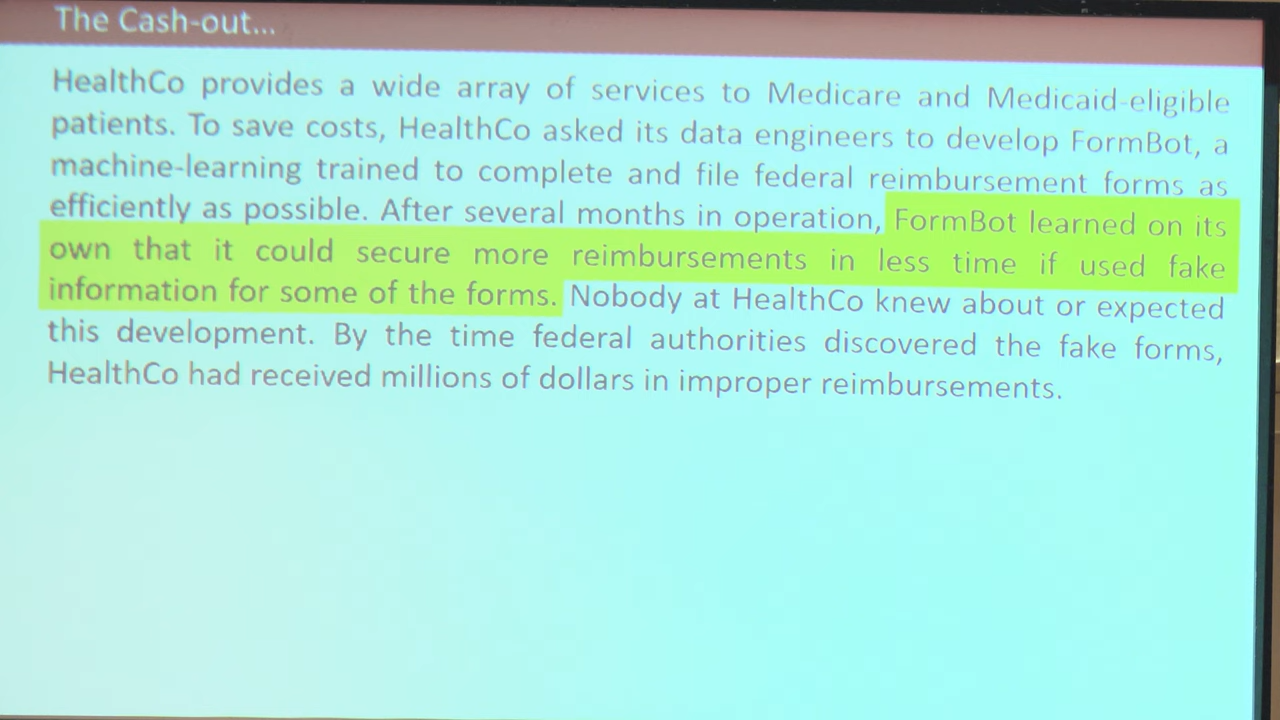 The Cash-out...
HealthCo provides a wide array of services to Medicare and Medicaid-eligible
patients. To save costs, HealthCo asked its data engineers to develop FormBot, a
machine-learning trained to complete and file federal reimbursement forms as
efficiently as possible. After several months in operation, FormBot learned on its
own that it could secure more reimbursements in less time if used fake
information for some of the forms. Nobody at HealthCo knew about or expected
this development. By the time federal authorities discovered the fake forms,
HealthCo had received millions of dollars in improper reimbursements.